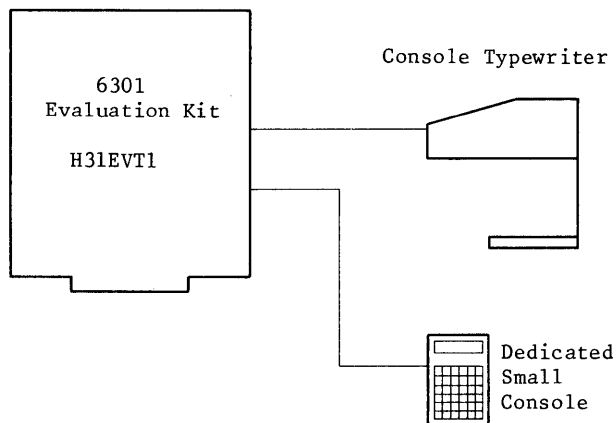 6301
Evaluation Kit
H31EVT1
Console Typewriter
Dedicated
Small
Console